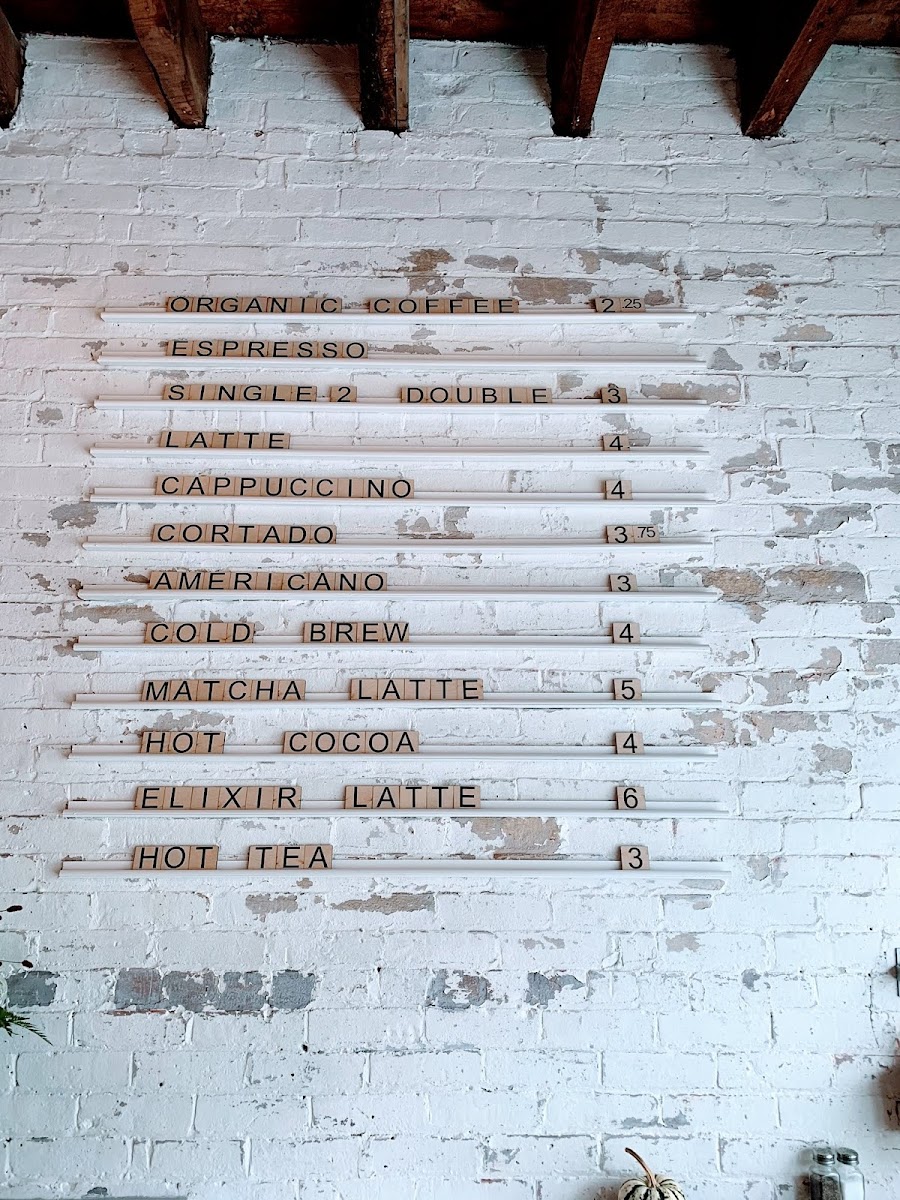 ORGANIC COFFEE 2.25
ESPRESSO
SINGLE 2 DOUBLE 3
LATTE 4
CAPPUCCINO 4
CORTADO 3.75
AMERICANO 3
COLD BREW 4
MATCHA LATTE 5
HOT COCOA 4
ELIXIR LATTE 6
HOT TEA 3